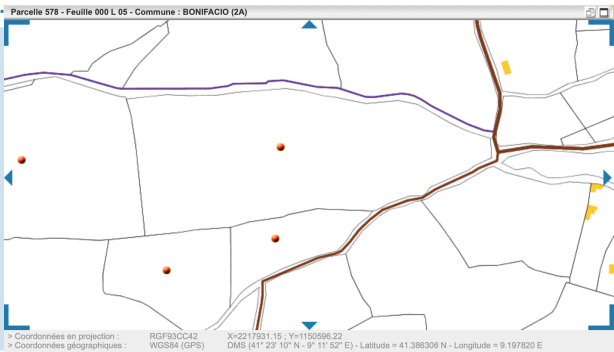 Parcelle 578 - Feuille 000 L 05 - Commune : BONIFACIO (2A)
> Coordonnées en projection : RGF93CC42 X=2217931.15 ; Y=1150596.22
> Coordonnées géographiques : WGS84 (GPS) DMS (41° 23' 10" N - 9° 11' 52" E) - Latitude = 41.386306 N - Longitude = 9.197820 E